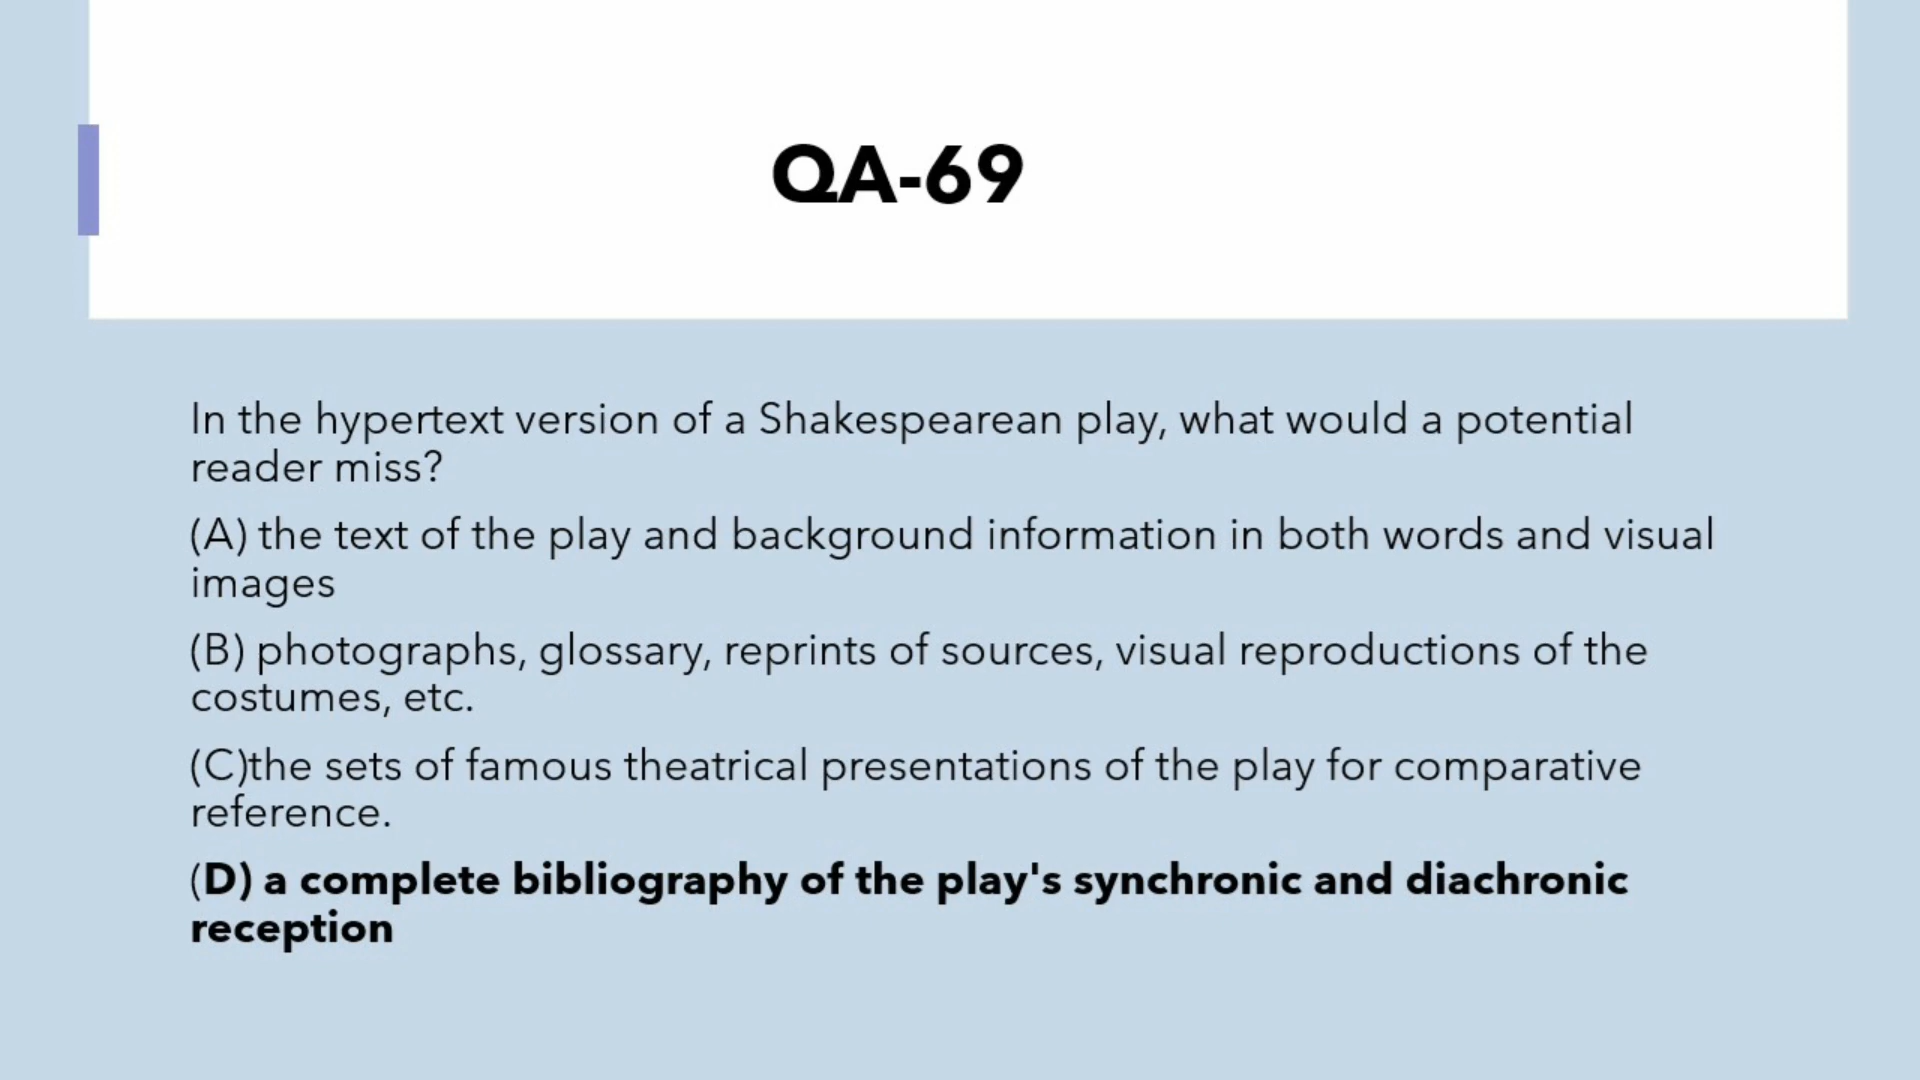 QA-69
In the hypertext version of a Shakespearean play, what would a potential
reader miss?
(A) the text of the play and background information in both words and visual
images
(B) photographs, glossary, reprints of sources, visual reproductions of the
costumes, etc.
(C)the sets of famous theatrical presentations of the play for comparative
reference.
(D) a complete bibliography of the play's synchronic and diachronic
reception